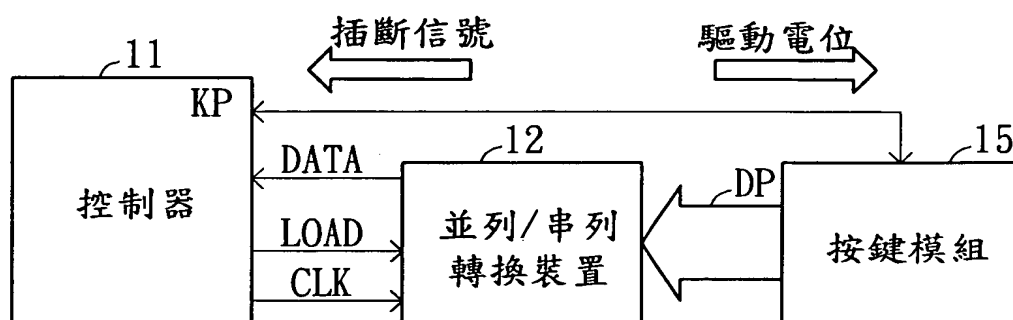 插斷信號
驅動電位
11
KP
12
15
DATA
DP
控制器
LOAD
並列/串列
轉換裝置
按鍵模組
CLK